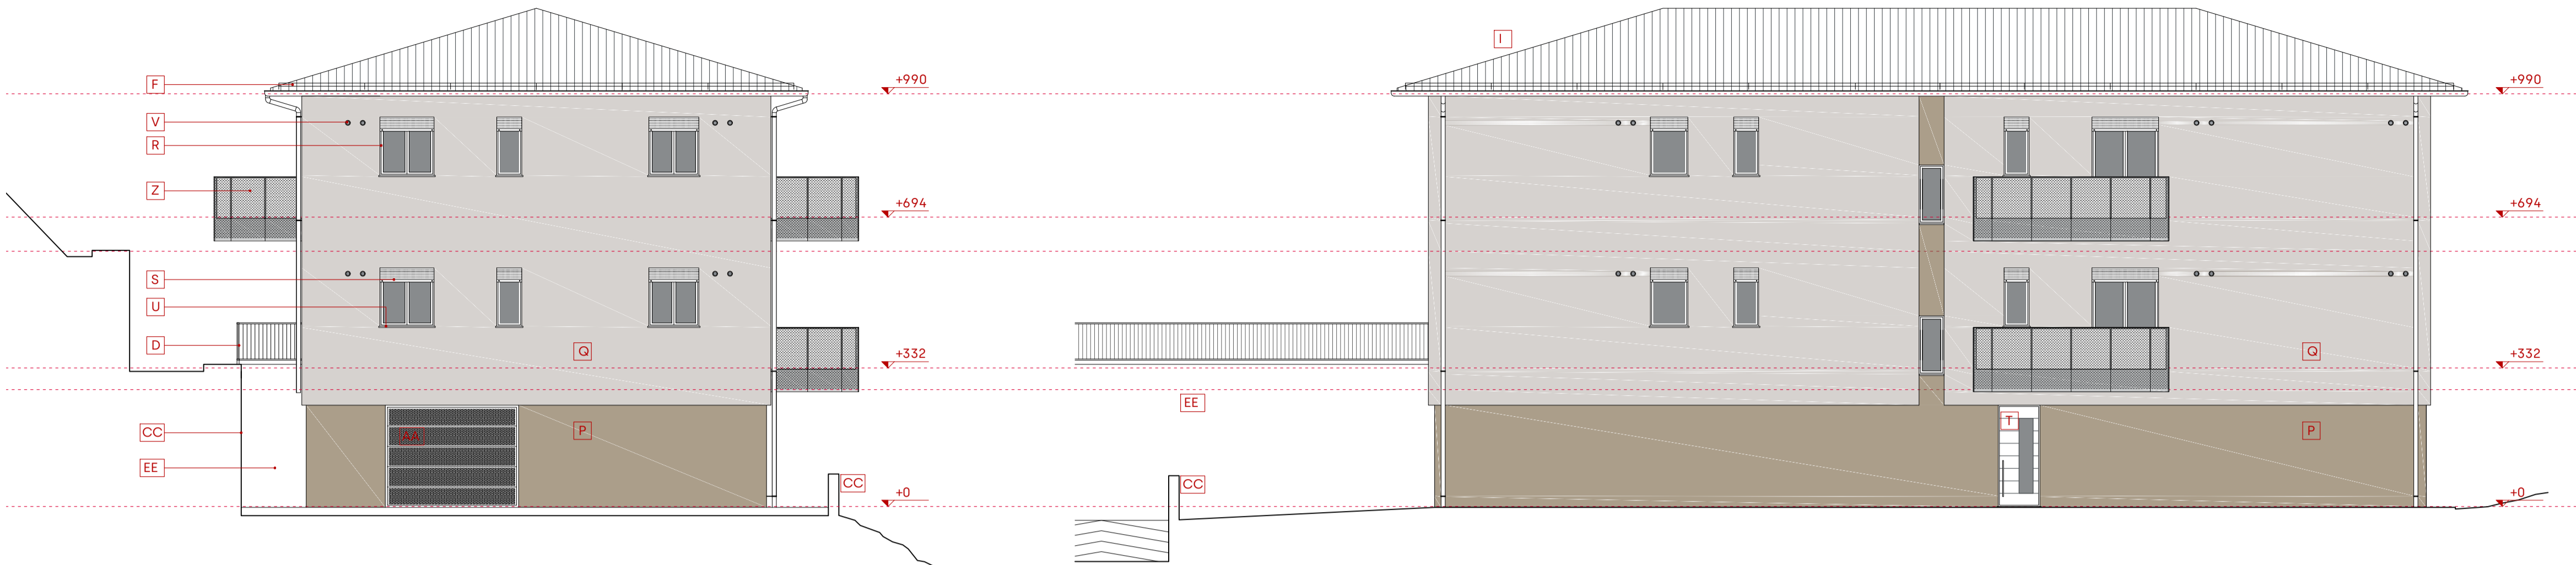 I
F
+990
+990
V
R
Z
+694
+694
S
U
D
Q
+332
Q
+332
EE
CC
AA
P
T
P
EE
CC
CC
+0
+0